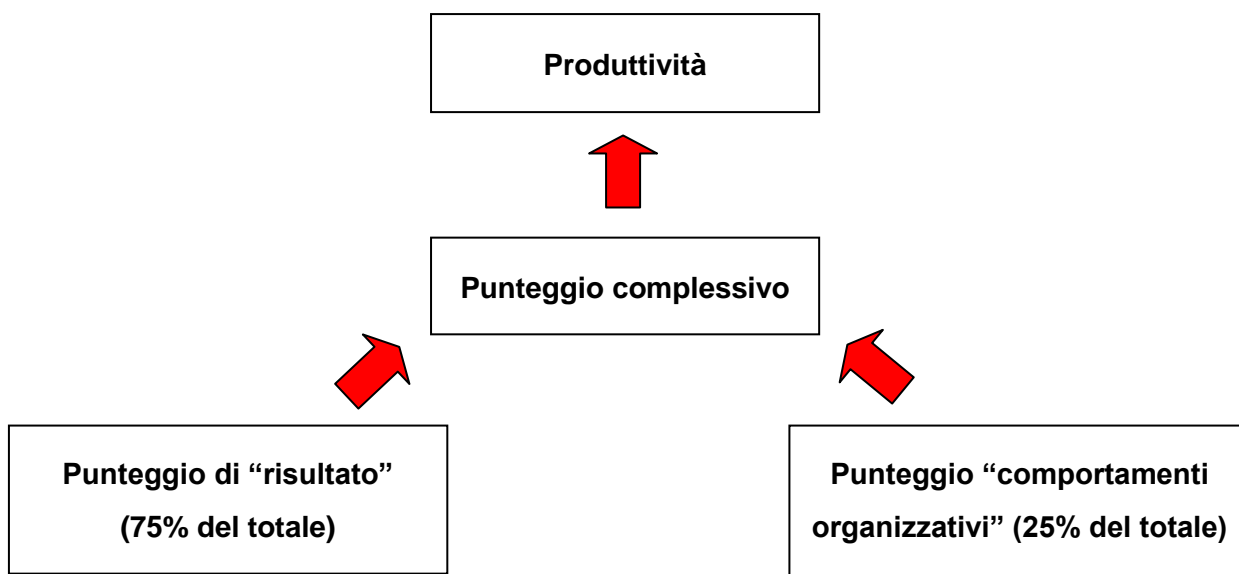 Produttività
Punteggio complessivo
Punteggio di “risultato”
(75% del totale)
Punteggio “comportamenti
organizzativi” (25% del totale)